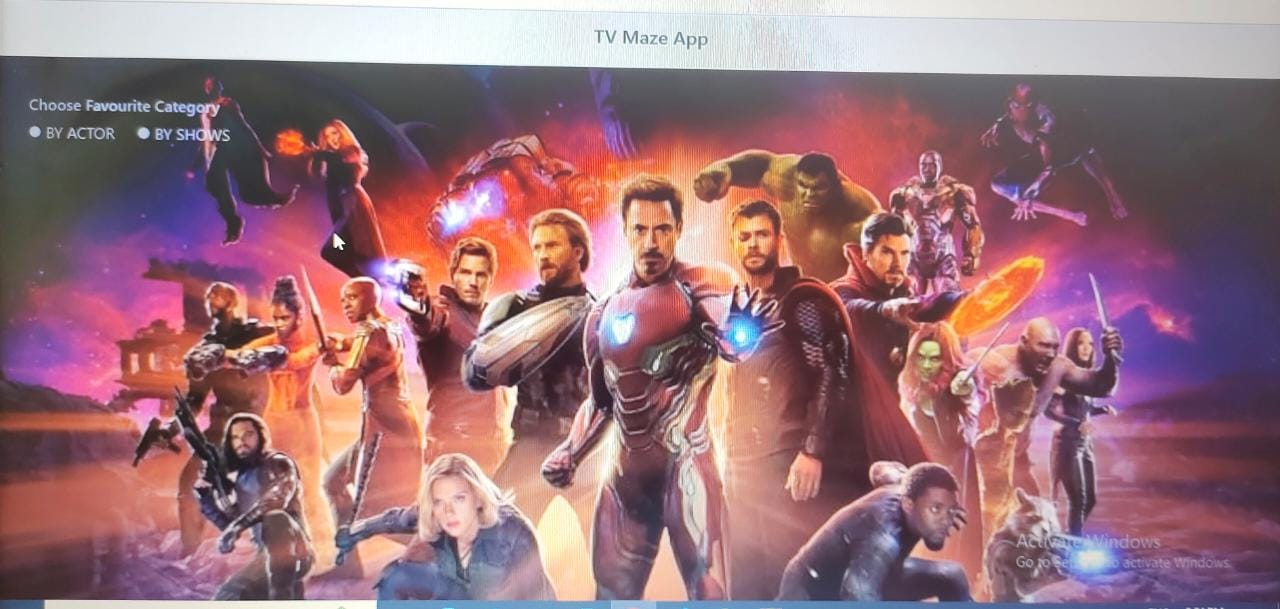 TV Maze App
Choose Favourite Category
BY ACTOR BY SHOWS
Activate Windows
Go to Settings to activate Windows.